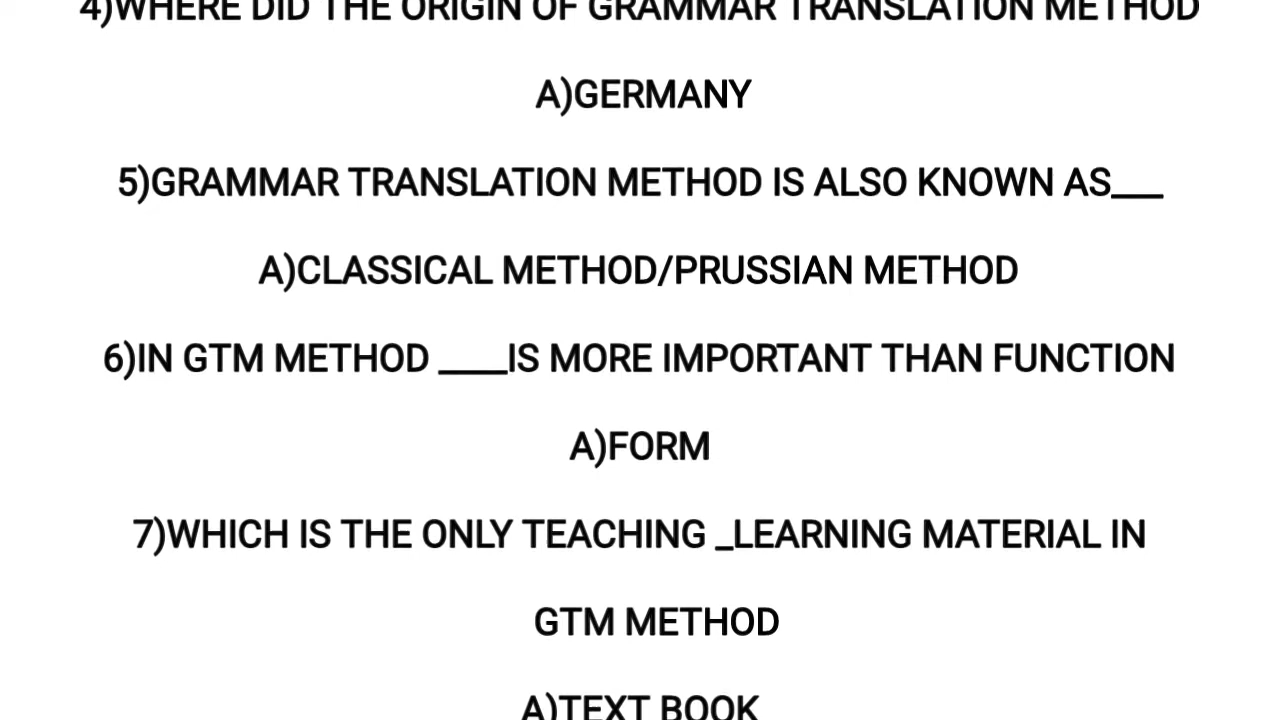 4)WHERE DID THE ORIGIN OF GRAMMAR TRANSLATION METHOD
A)GERMANY
5)GRAMMAR TRANSLATION METHOD IS ALSO KNOWN AS___
A)CLASSICAL METHOD/PRUSSIAN METHOD
6)IN GTM METHOD ____IS MORE IMPORTANT THAN FUNCTION
A)FORM
7)WHICH IS THE ONLY TEACHING _LEARNING MATERIAL IN
GTM METHOD
A)TEXT BOOK